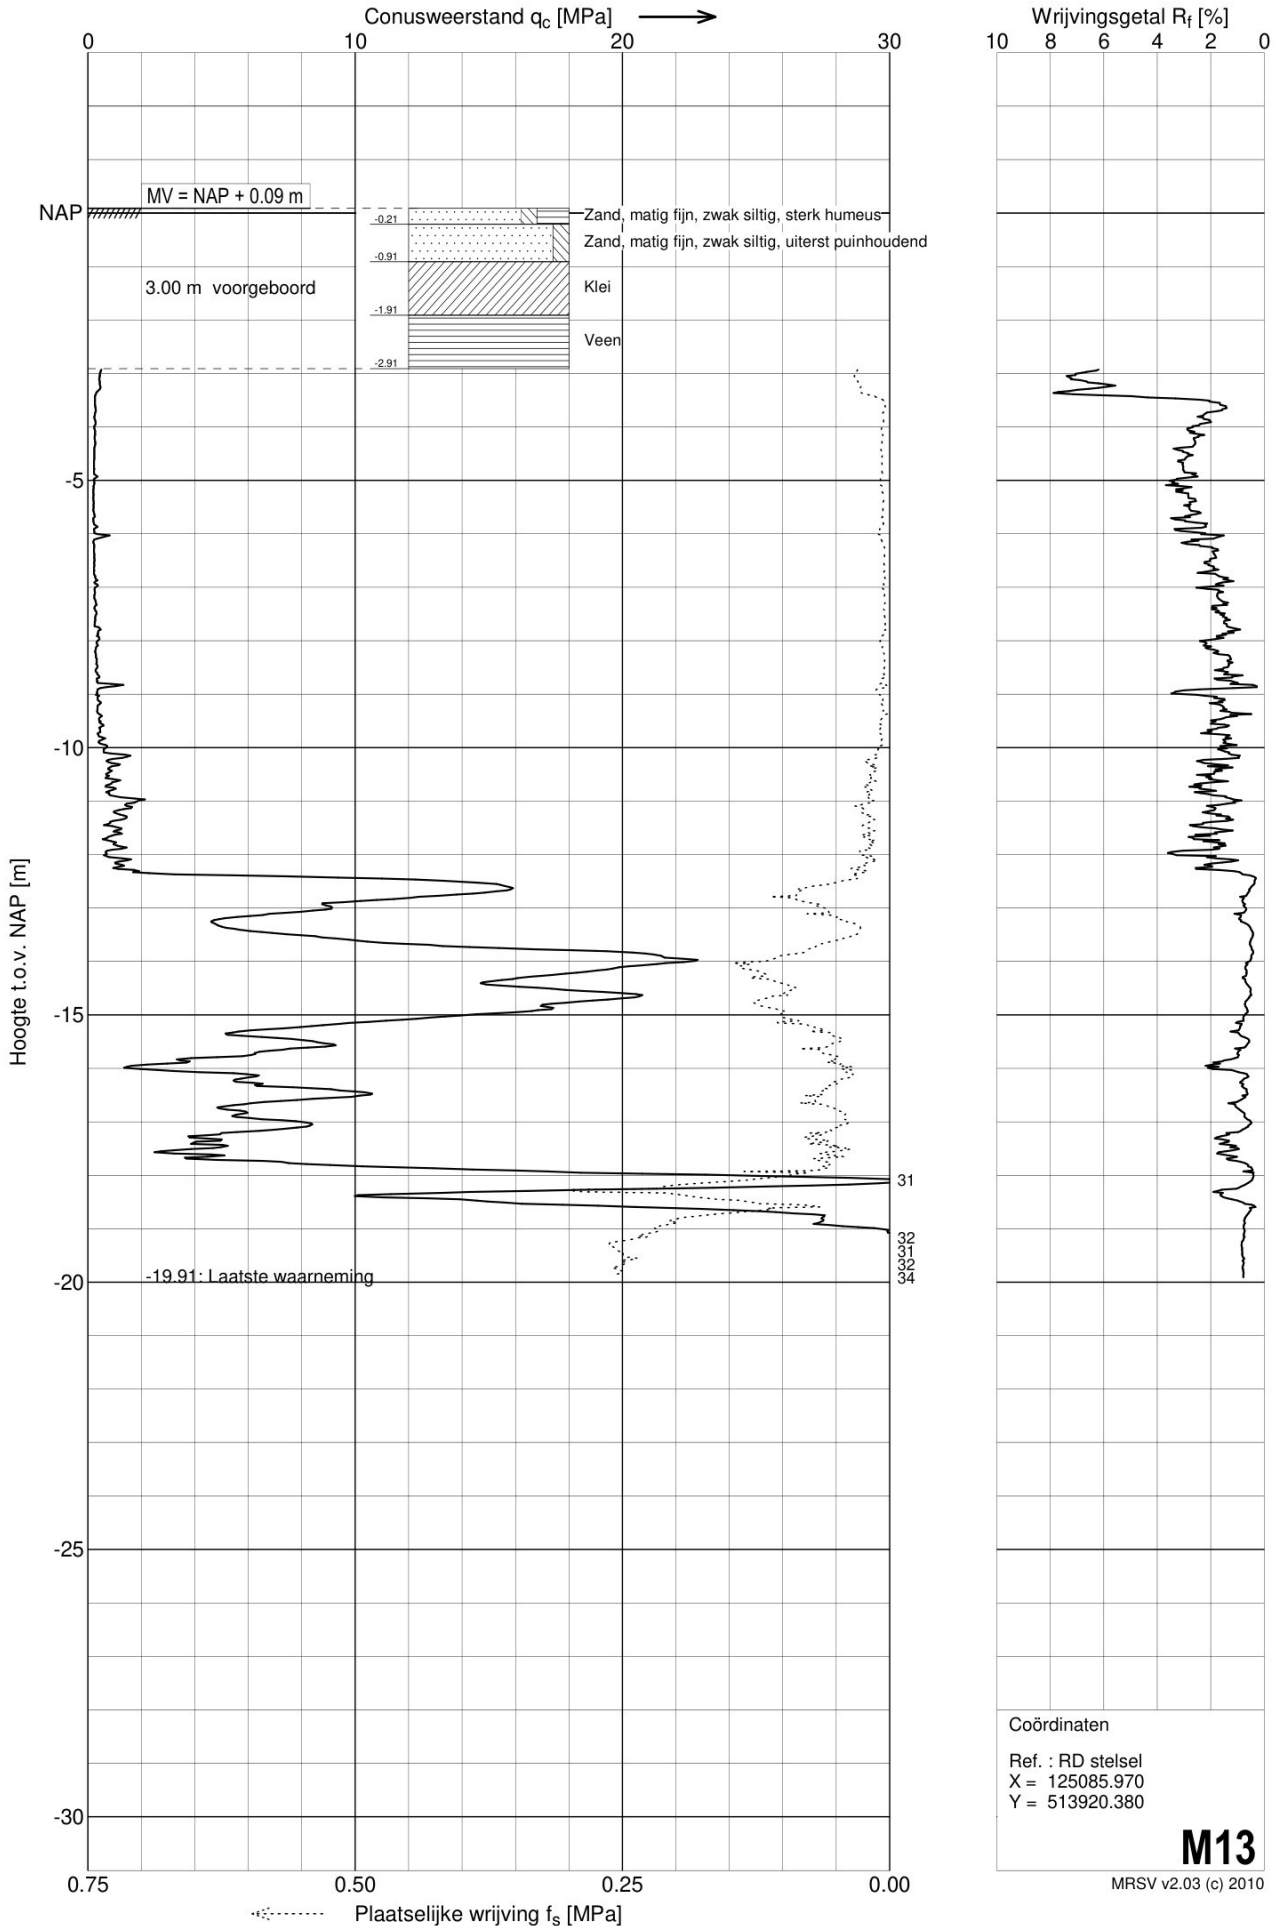 Conusweerstand qc [MPa]
Wrijvingsgetal Rf [%]
0 10 20 30
10 8 6 4 2 0
MV = NAP + 0.09 m
NAP
-0.21
Zand, matig fijn, zwak siltig, sterk humeus
Zand, matig fijn, zwak siltig, uiterst puinhoudend
-0.91
3.00 m voorgeboord
Klei
-1.91
Veen
-2.91
-5
-10
Hoogte t.o.v. NAP [m]
-15
31
32
31
32
34
-19.91: Laatste waarneming
-20
-25
-30
Coördinaten
Ref. : RD stelsel
X = 125085.970
Y = 513920.380
M13
MRSV v2.03 (c) 2010
0.75 0.50 0.25 0.00
Plaatselijke wrijving fs [MPa]